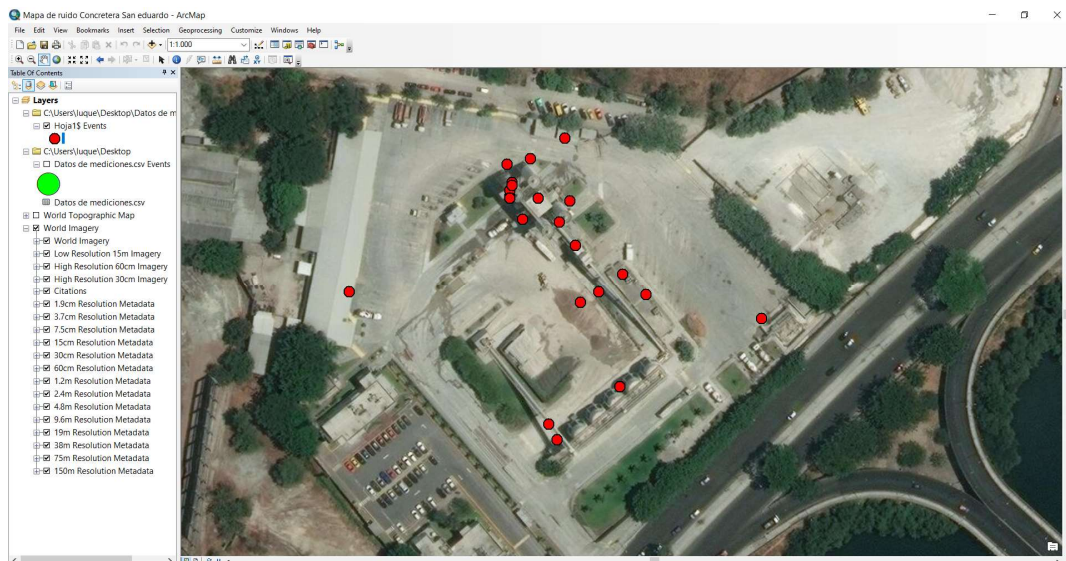 Mapa de ruido Concretera San eduardo - ArcMap
File Edit View Bookmarks Insert Selection Geoprocessing Customize Windows Help
1:1.000
Table Of Contents
Layers
C:\Users\luque\Desktop\Datos de m
Hoja1$ Events
C:\Users\luque\Desktop
Datos de mediciones.csv Events
Datos de mediciones.csv
World Topographic Map
World Imagery
World Imagery
Low Resolution 15m Imagery
High Resolution 60cm Imagery
High Resolution 30cm Imagery
Citations
1.9cm Resolution Metadata
3.7cm Resolution Metadata
7.5cm Resolution Metadata
15cm Resolution Metadata
30cm Resolution Metadata
60cm Resolution Metadata
1.2m Resolution Metadata
2.4m Resolution Metadata
4.8m Resolution Metadata
9.6m Resolution Metadata
19m Resolution Metadata
38m Resolution Metadata
75m Resolution Metadata
150m Resolution Metadata